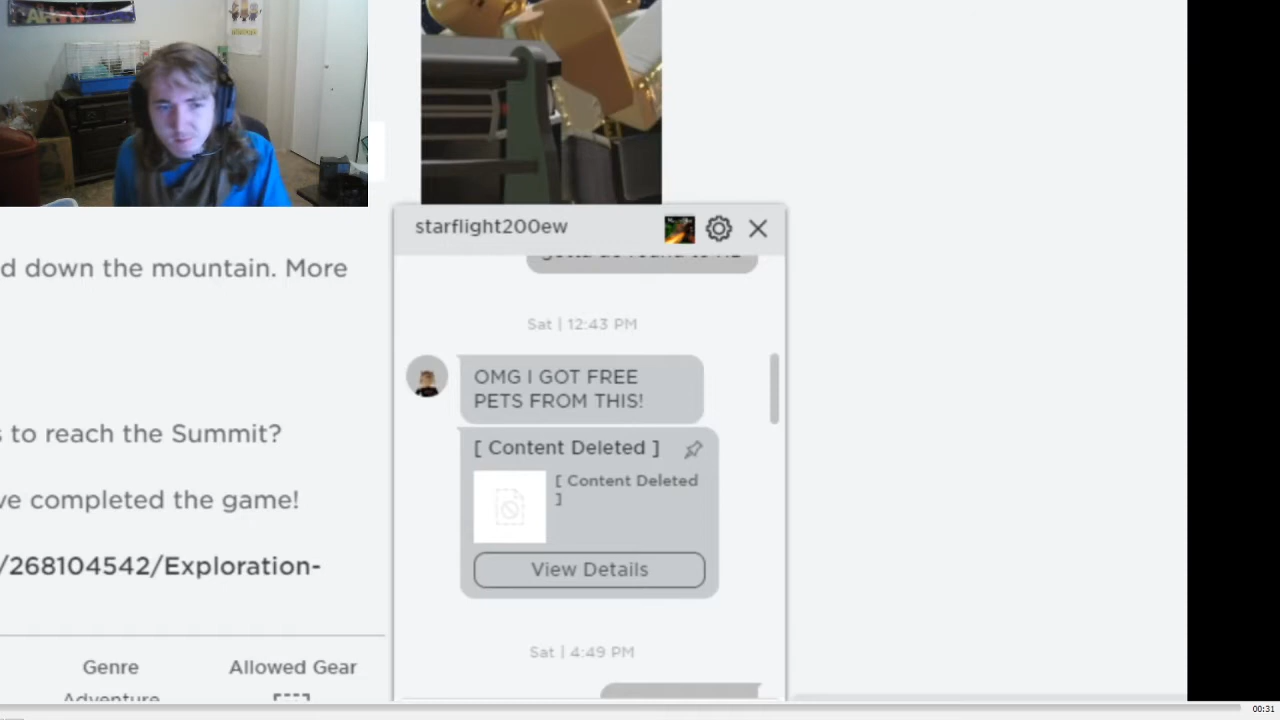 starflight200ew
d down the mountain. More
Sat | 12:43 PM
OMG I GOT FREE
PETS FROM THIS!
s to reach the Summit?
[ Content Deleted ]
[ Content Deleted
]
ve completed the game!
/268104542/Exploration-
View Details
Sat | 4:49 PM
Genre
Allowed Gear
Adventure
00:31